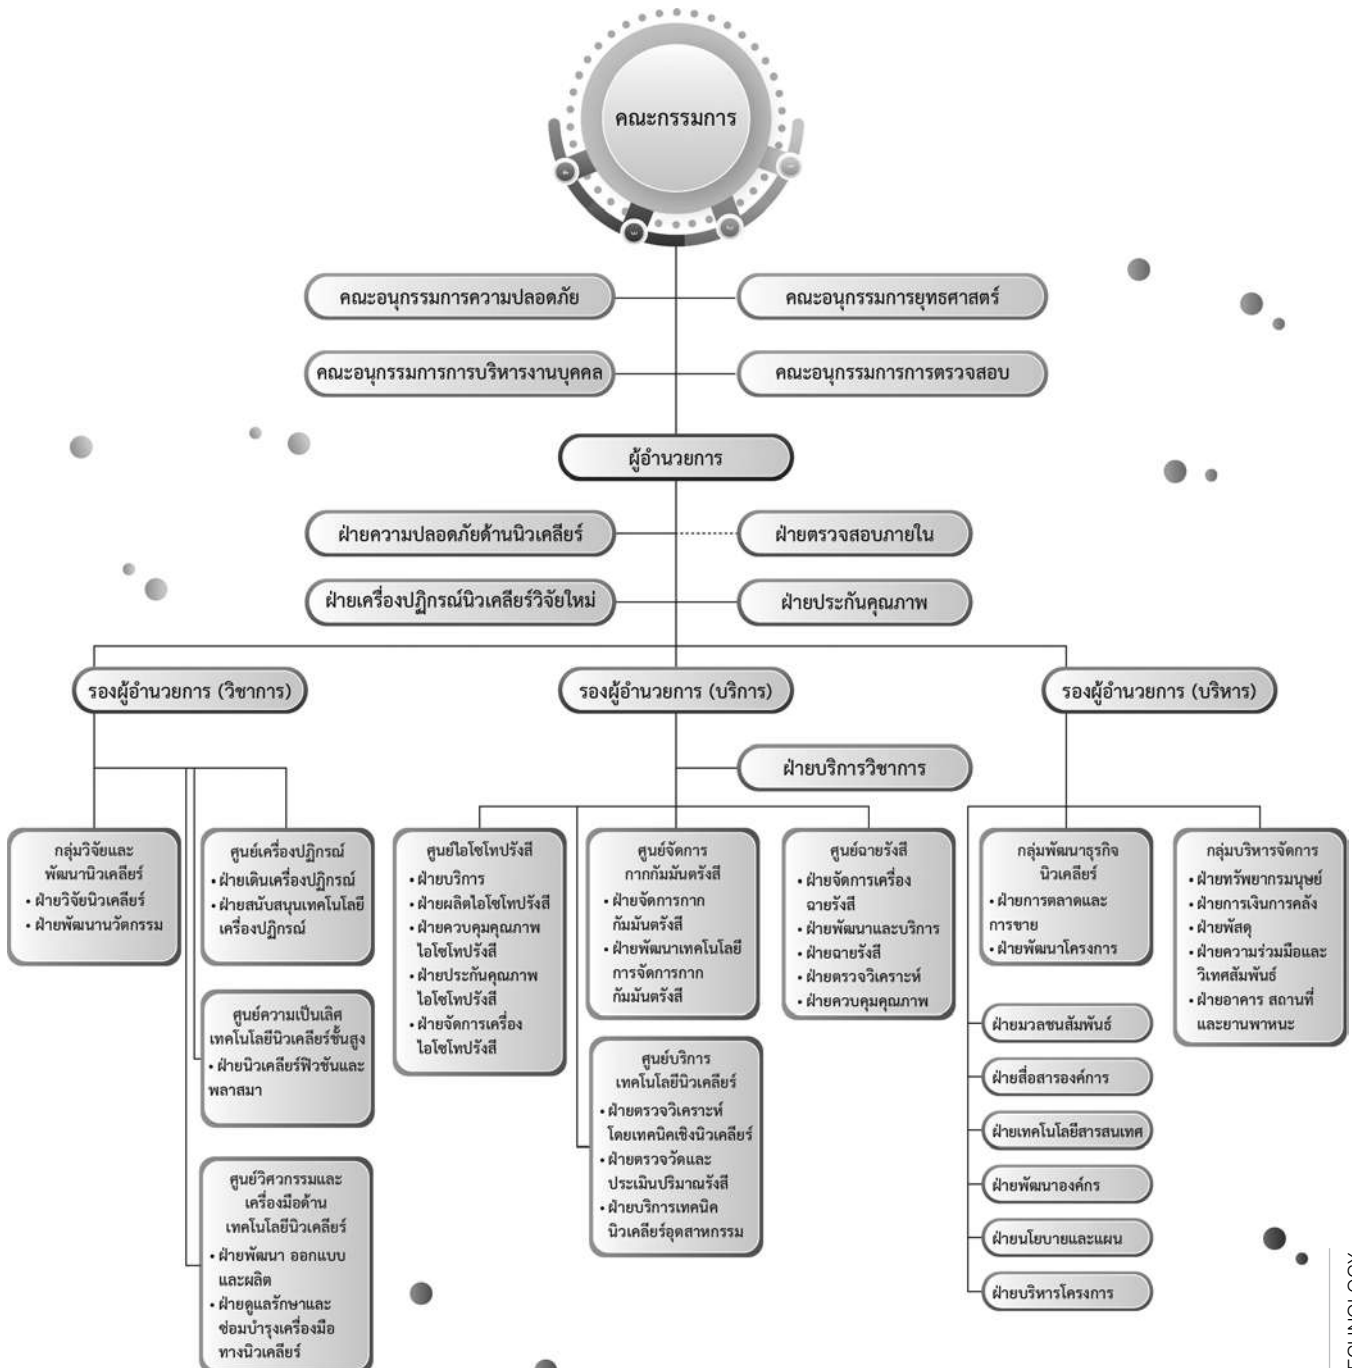 คณะกรรมการ
คณะอนุกรรมการความปลอดภัย
คณะอนุกรรมการยุทธศาสตร์
คณะอนุกรรมการการบริหารงานบุคคล
คณะอนุกรรมการการตรวจสอบ
ผู้อำนวยการ
ฝ่ายความปลอดภัยด้านนิวเคลียร์
ฝ่ายตรวจสอบภายใน
ฝ่ายเครื่องปฏิกรณ์นิวเคลียร์วิจัยใหม่
ฝ่ายประกันคุณภาพ
รองผู้อำนวยการ (วิชาการ)
รองผู้อำนวยการ (บริการ)
รองผู้อำนวยการ (บริหาร)
ฝ่ายบริการวิชาการ
กลุ่มวิจัยและ
พัฒนานิวเคลียร์
• ฝ่ายวิจัยนิวเคลียร์
• ฝ่ายพัฒนานวัตกรรม
ศูนย์เครื่องปฏิกรณ์
• ฝ่ายเดินเครื่องปฏิกรณ์
• ฝ่ายสนับสนุนเทคโนโลยี
เครื่องปฏิกรณ์
ศูนย์ความเป็นเลิศ
เทคโนโลยีนิวเคลียร์ชั้นสูง
• ฝ่ายนิวเคลียร์ฟิวชันและ
พลาสมา
ศูนย์วิศวกรรมและ
เครื่องมือด้าน
เทคโนโลยีนิวเคลียร์
• ฝ่ายพัฒนา ออกแบบ
และผลิต
• ฝ่ายดูแลรักษาและ
ซ่อมบำรุงเครื่องมือ
ทางนิวเคลียร์
ศูนย์ไอโซโทปรังสี
• ฝ่ายบริการ
• ฝ่ายผลิตไอโซโทปรังสี
• ฝ่ายควบคุมคุณภาพ
ไอโซโทปรังสี
• ฝ่ายประกันคุณภาพ
ไอโซโทปรังสี
• ฝ่ายจัดการเครื่อง
ไอโซโทปรังสี
ศูนย์จัดการ
กากกัมมันตรังสี
• ฝ่ายจัดการกาก
กัมมันตรังสี
• ฝ่ายพัฒนาเทคโนโลยี
การจัดการกาก
กัมมันตรังสี
ศูนย์บริการ
เทคโนโลยีนิวเคลียร์
• ฝ่ายตรวจวิเคราะห์
โดยเทคนิคเชิงนิวเคลียร์
• ฝ่ายตรวจวัดและ
ประเมินปริมาณรังสี
• ฝ่ายบริการเทคนิค
นิวเคลียร์อุตสาหกรรม
ศูนย์ฉายรังสี
• ฝ่ายจัดการเครื่อง
ฉายรังสี
• ฝ่ายพัฒนาและบริการ
• ฝ่ายฉายรังสี
• ฝ่ายตรวจวิเคราะห์
• ฝ่ายควบคุมคุณภาพ
กลุ่มพัฒนาธุรกิจ
นิวเคลียร์
• ฝ่ายการตลาดและ
การขาย
• ฝ่ายพัฒนาโครงการ
ฝ่ายมวลชนสัมพันธ์
ฝ่ายสื่อสารองค์การ
ฝ่ายเทคโนโลยีสารสนเทศ
ฝ่ายพัฒนาองค์กร
ฝ่ายนโยบายและแผน
ฝ่ายบริหารโครงการ
กลุ่มบริหารจัดการ
• ฝ่ายทรัพยากรมนุษย์
• ฝ่ายการเงินการคลัง
• ฝ่ายพัสดุ
• ฝ่ายความร่วมมือและ
วิเทศสัมพันธ์
• ฝ่ายอาคาร สถานที่
และยานพาหนะ